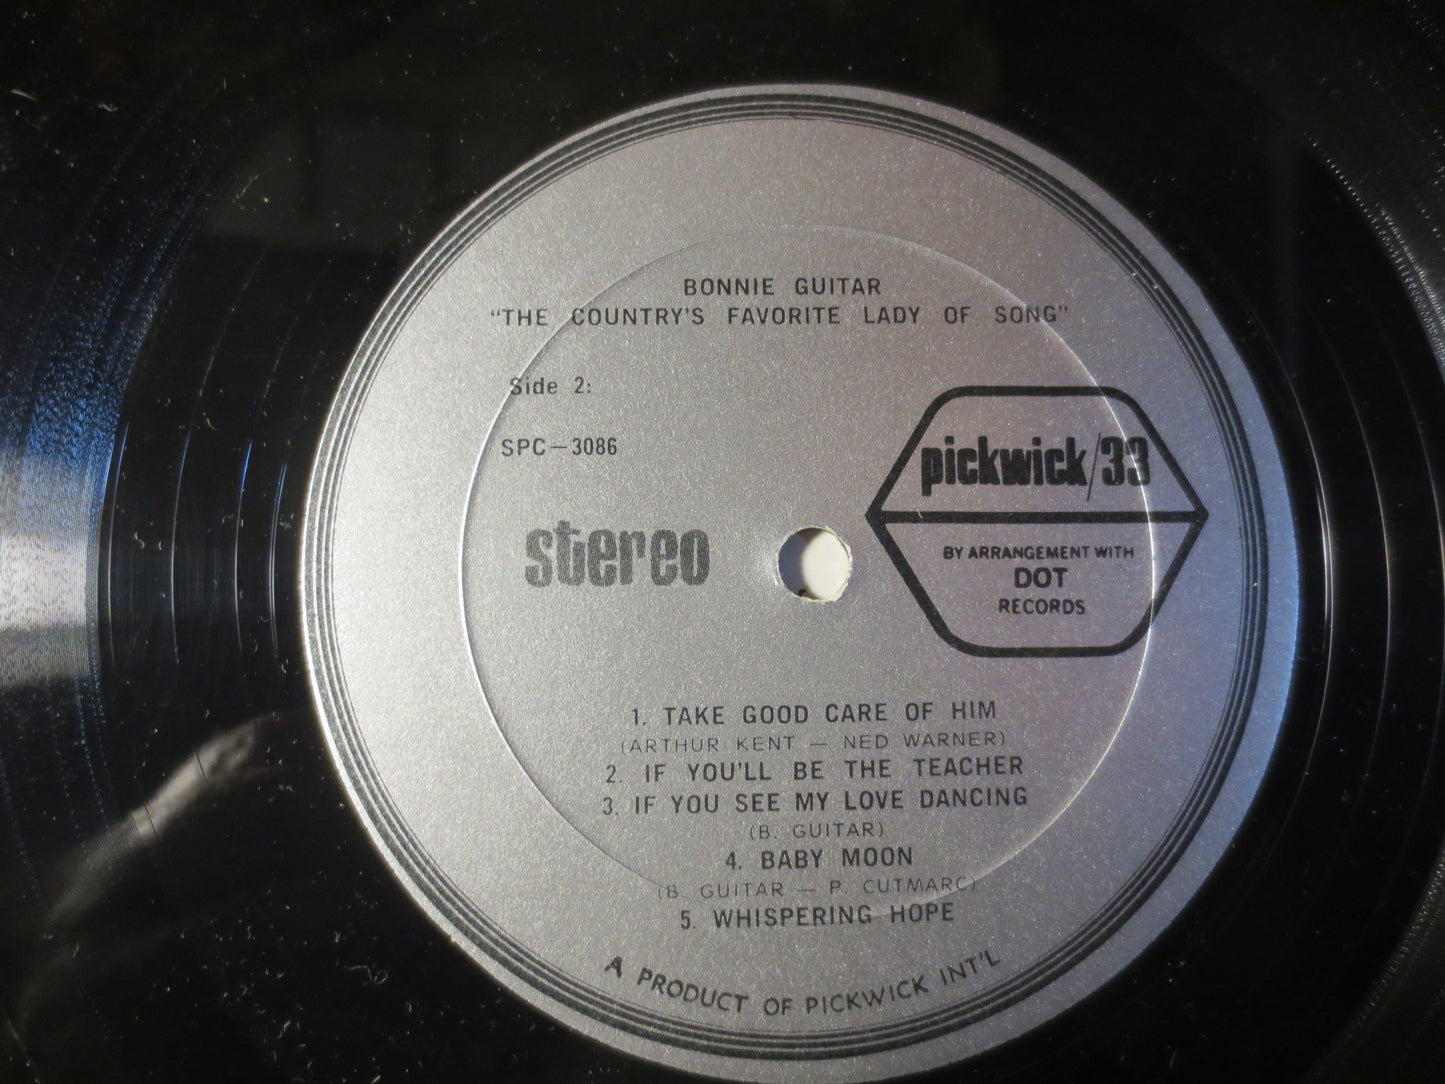 BONNIE GUITAR
"THE COUNTRY'S FAVORITE LADY OF SONG"
Side 2:
SPC-3086
stereo
pickwick/33
BY ARRANGEMENT WITH
DOT
RECORDS
1. TAKE GOOD CARE OF HIM
(ARTHUR KENT - NED WARNER)
2. IF YOU'LL BE THE TEACHER
3. IF YOU SEE MY LOVE DANCING
(B. GUITAR)
4. BABY MOON
(B. GUITAR - P. CUTMARC)
5. WHISPERING HOPE
A PRODUCT OF PICKWICK INT'L